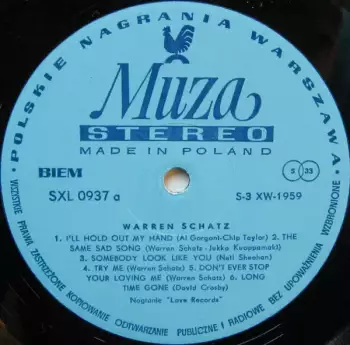 • POLSKIE NAGRANIA WARSZAWA •
Muza
STEREO
MADE IN POLAND
BIEM
S 33
SXL 0937 a
S-3 XW-1959
WARREN SCHATZ
1. I'LL HOLD OUT MY HAND (Al Gorgoni-Chip Taylor) 2. THE
SAME SAD SONG (Warren Schatz - Jukka Kuoppamaki)
3. SOMEBODY LOOK LIKE YOU (Neil Sheehan)
4. TRY ME (Warren Schatz) 5. DON'T EVER STOP
YOUR LOVING ME (Warren Schatz) 6. LONG
TIME GONE (David Crosby)
Nagranie "Love Records"
WSZELKIE PRAWA ZASTRZEŻONE KOPIOWANIE ODTWARZANIE PUBLICZNE I RADIOWE BEZ UPOWAŻNIENIA WZBRONIONE